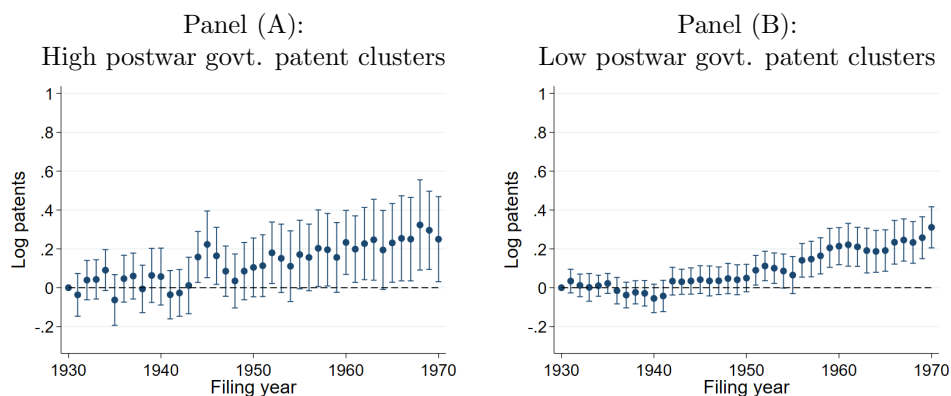 Panel (A):
High postwar govt. patent clusters
1
.8
.6
.4
.2
0
-.2
Log patents
1930 1940 1950 1960 1970
Filing year
Panel (B):
Low postwar govt. patent clusters
1
.8
.6
.4
.2
0
-.2
Log patents
1930 1940 1950 1960 1970
Filing year